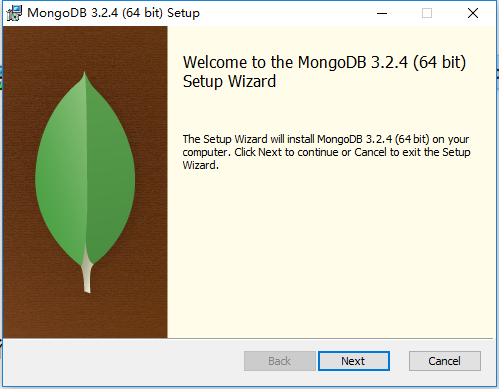 MongoDB 3.2.4 (64 bit) Setup
Welcome to the MongoDB 3.2.4 (64 bit)
Setup Wizard
The Setup Wizard will install MongoDB 3.2.4 (64 bit) on your
computer. Click Next to continue or Cancel to exit the Setup
Wizard.
Back
Next
Cancel